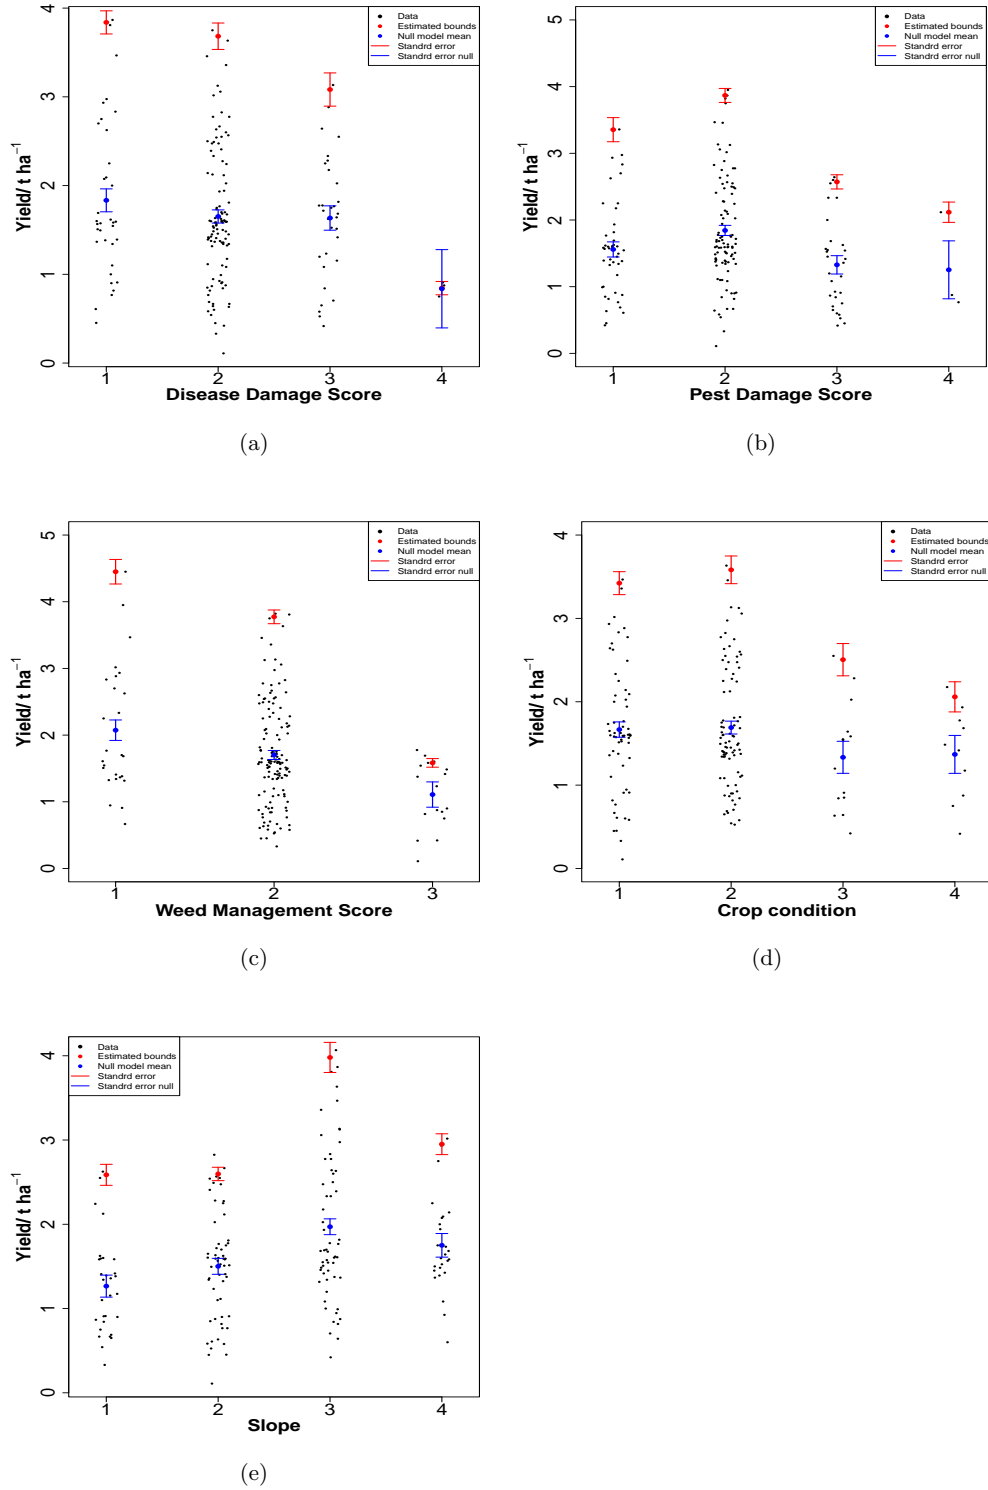 Data
Estimated bounds
Null model mean
Standrd error
Standrd error null
Yield/ t ha⁻¹
0 1 2 3 4
1 2 3 4
Disease Damage Score
(a)
Data
Estimated bounds
Null model mean
Standrd error
Standrd error null
Yield/ t ha⁻¹
0 1 2 3 4 5
1 2 3 4
Pest Damage Score
(b)
Data
Estimated bounds
Null model mean
Standrd error
Standrd error null
Yield/ t ha⁻¹
0 1 2 3 4 5
1 2 3
Weed Management Score
(c)
Data
Estimated bounds
Null model mean
Standrd error
Standrd error null
Yield/ t ha⁻¹
0 1 2 3 4
1 2 3 4
Crop condition
(d)
Data
Estimated bounds
Null model mean
Standrd error
Standrd error null
Yield/ t ha⁻¹
0 1 2 3 4
1 2 3 4
Slope
(e)